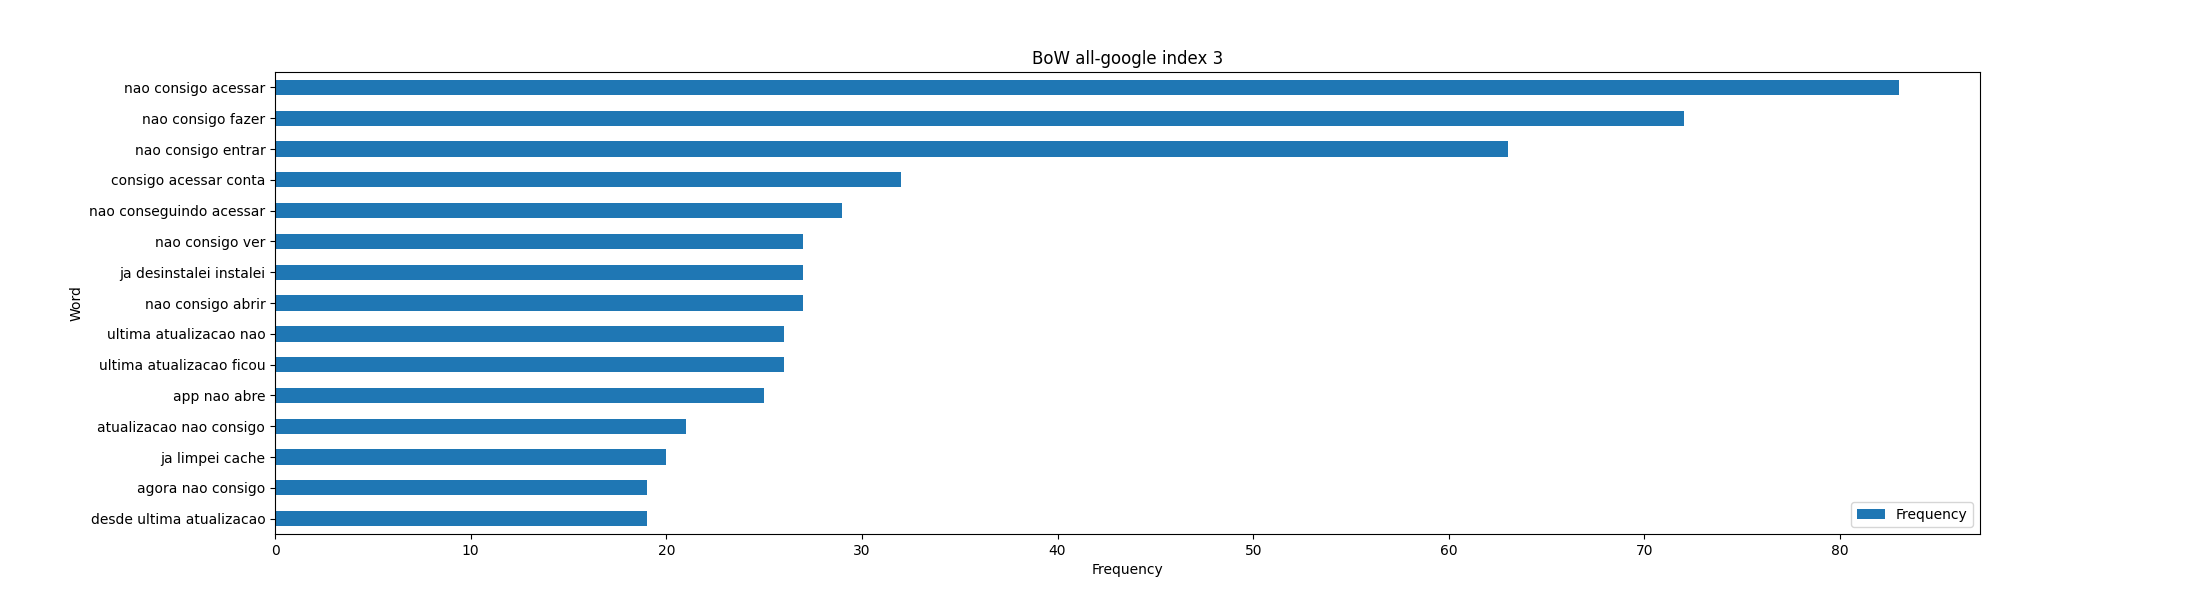 BoW all-google index 3
nao consigo acessar
nao consigo fazer
nao consigo entrar
consigo acessar conta
nao conseguindo acessar
nao consigo ver
ja desinstalei instalei
nao consigo abrir
ultima atualizacao nao
ultima atualizacao ficou
app nao abre
atualizacao nao consigo
ja limpei cache
agora nao consigo
desde ultima atualizacao
Word
Frequency
0 10 20 30 40 50 60 70 80
Frequency